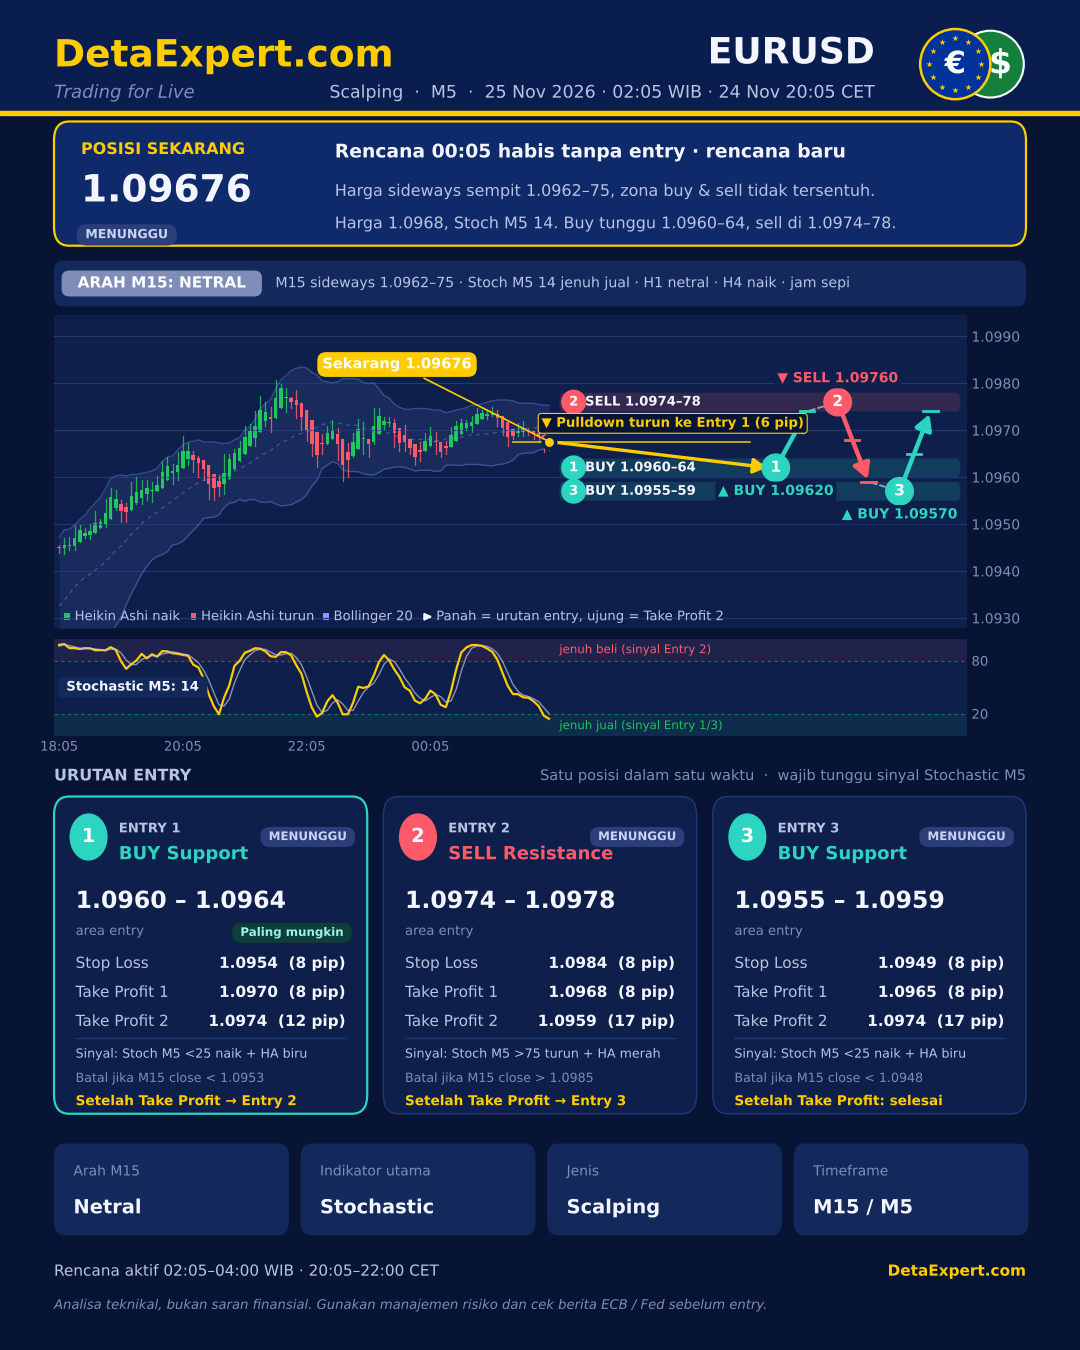 DetaExpert.com
EURUSD
€ $
Trading for Live
Scalping · M5 · 25 Nov 2026 · 02:05 WIB · 24 Nov 20:05 CET
POSISI SEKARANG
1.09676
MENUNGGU
Rencana 00:05 habis tanpa entry · rencana baru
Harga sideways sempit 1.0962–75, zona buy & sell tidak tersentuh.
Harga 1.0968, Stoch M5 14. Buy tunggu 1.0960–64, sell di 1.0974–78.
ARAH M15: NETRAL
M15 sideways 1.0962–75 · Stoch M5 14 jenuh jual · H1 netral · H4 naik · jam sepi
1.0990
Sekarang 1.09676
▼ SELL 1.09760
1.0980
2 SELL 1.0974–78
2
▼ Pulldown turun ke Entry 1 (6 pip)
1.0970
1 BUY 1.0960–64
1
1.0960
3 BUY 1.0955–59
▲ BUY 1.09620
3
▲ BUY 1.09570
1.0950
1.0940
Heikin Ashi naik
Heikin Ashi turun
Bollinger 20
Panah = urutan entry, ujung = Take Profit 2
1.0930
jenuh beli (sinyal Entry 2)
80
Stochastic M5: 14
20
jenuh jual (sinyal Entry 1/3)
18:05 20:05 22:05 00:05
URUTAN ENTRY
Satu posisi dalam satu waktu · wajib tunggu sinyal Stochastic M5
1
ENTRY 1
MENUNGGU
BUY Support
1.0960 – 1.0964
area entry
Paling mungkin
Stop Loss 1.0954 (8 pip)
Take Profit 1 1.0970 (8 pip)
Take Profit 2 1.0974 (12 pip)
Sinyal: Stoch M5 <25 naik + HA biru
Batal jika M15 close < 1.0953
Setelah Take Profit → Entry 2
2
ENTRY 2
MENUNGGU
SELL Resistance
1.0974 – 1.0978
area entry
Stop Loss 1.0984 (8 pip)
Take Profit 1 1.0968 (8 pip)
Take Profit 2 1.0959 (17 pip)
Sinyal: Stoch M5 >75 turun + HA merah
Batal jika M15 close > 1.0985
Setelah Take Profit → Entry 3
3
ENTRY 3
MENUNGGU
BUY Support
1.0955 – 1.0959
area entry
Stop Loss 1.0949 (8 pip)
Take Profit 1 1.0965 (8 pip)
Take Profit 2 1.0974 (17 pip)
Sinyal: Stoch M5 <25 naik + HA biru
Batal jika M15 close < 1.0948
Setelah Take Profit: selesai
Arah M15
Netral
Indikator utama
Stochastic
Jenis
Scalping
Timeframe
M15 / M5
Rencana aktif 02:05–04:00 WIB · 20:05–22:00 CET
DetaExpert.com
Analisa teknikal, bukan saran finansial. Gunakan manajemen risiko dan cek berita ECB / Fed sebelum entry.